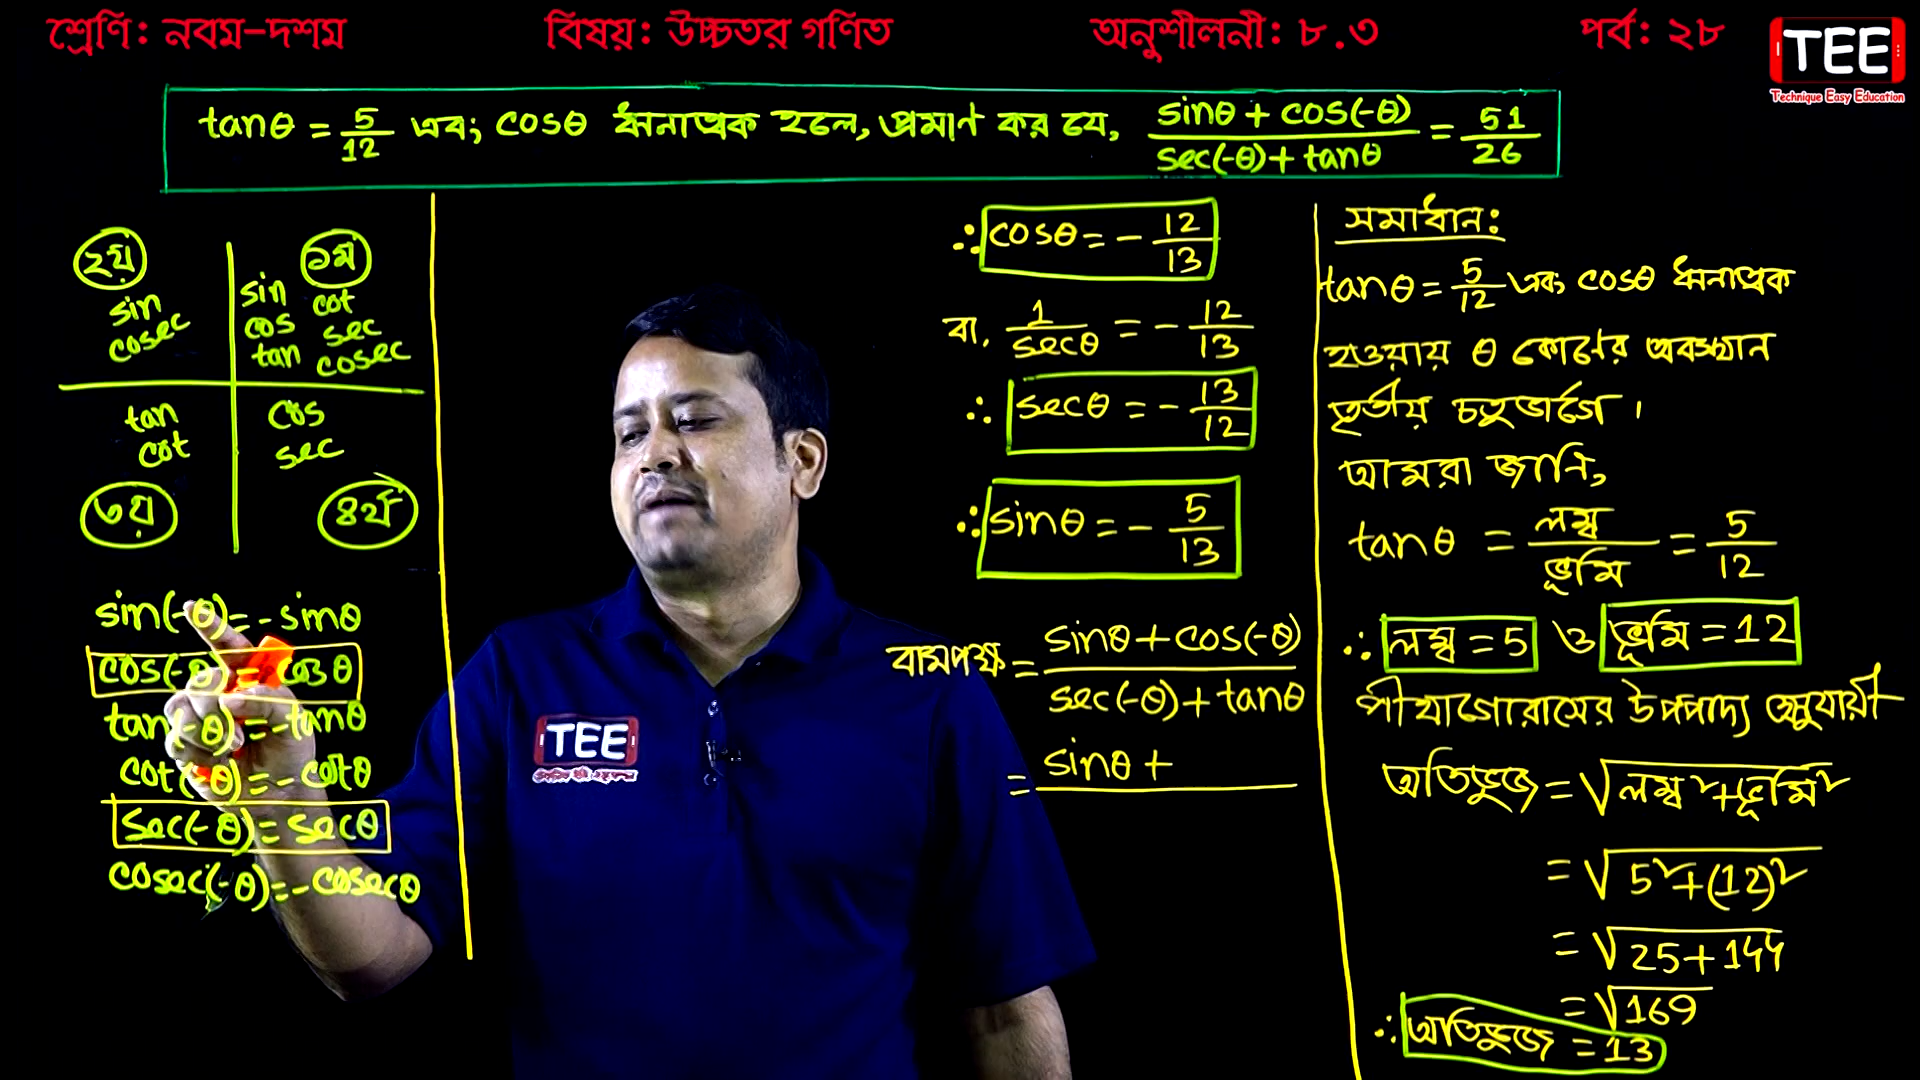 শ্রেণি: নবম-দশম
বিষয়: উচ্চতর গণিত
অনুশীলনী: ৮.৩
পর্ব: ২৮
TEE
Technique Easy Education
tanθ = 5/12 এবং cosθ ঋনাত্মক হলে, প্রমাণ কর যে, (sinθ + cos(-θ))/(sec(-θ) + tanθ) = 51/26
২য়
sin
cosec
১ম
sin cot
cos sec
tan cosec
tan
cot
৩য়
cos
sec
৪র্থ
sin(-θ) = -sinθ
cos(-θ) = cosθ
tan(-θ) = -tanθ
cot(-θ) = -cotθ
sec(-θ) = secθ
cosec(-θ) = -cosecθ
TEE
∴ cosθ = - 12/13
বা, 1/secθ = - 12/13
∴ secθ = - 13/12
∴ sinθ = - 5/13
বামপক্ষ = (sinθ + cos(-θ))/(sec(-θ) + tanθ)
= sinθ +
সমাধান:
tanθ = 5/12 এবং cosθ ঋনাত্মক
হওয়ায় θ কোণের অবস্থান
তৃতীয় চতুর্ভাগে।
আমরা জানি,
tanθ = লম্ব/ভূমি = 5/12
∴ লম্ব = 5 ও ভূমি = 12
পীথাগোরাসের উপপাদ্য অনুযায়ী
অতিভুজ = √(লম্ব² + ভূমি²)
= √(5² + (12)²)
= √(25 + 144)
= √169
∴ অতিভুজ = 13